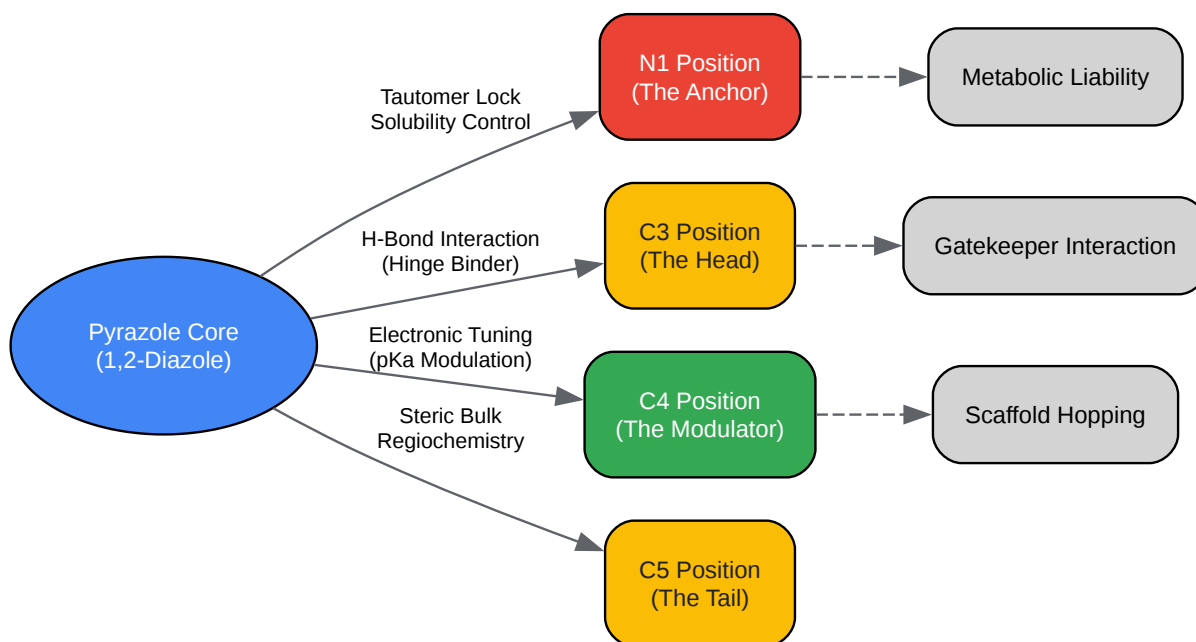 Tautomer Lock
Solubility Control
N1 Position
(The Anchor)
Metabolic Liability
H-Bond Interaction
(Hinge Binder)
C3 Position
(The Head)
Gatekeeper Interaction
Pyrazole Core
(1,2-Diazole)
Electronic Tuning
(pKa Modulation)
C4 Position
(The Modulator)
Scaffold Hopping
Steric Bulk
Regiochemistry
C5 Position
(The Tail)